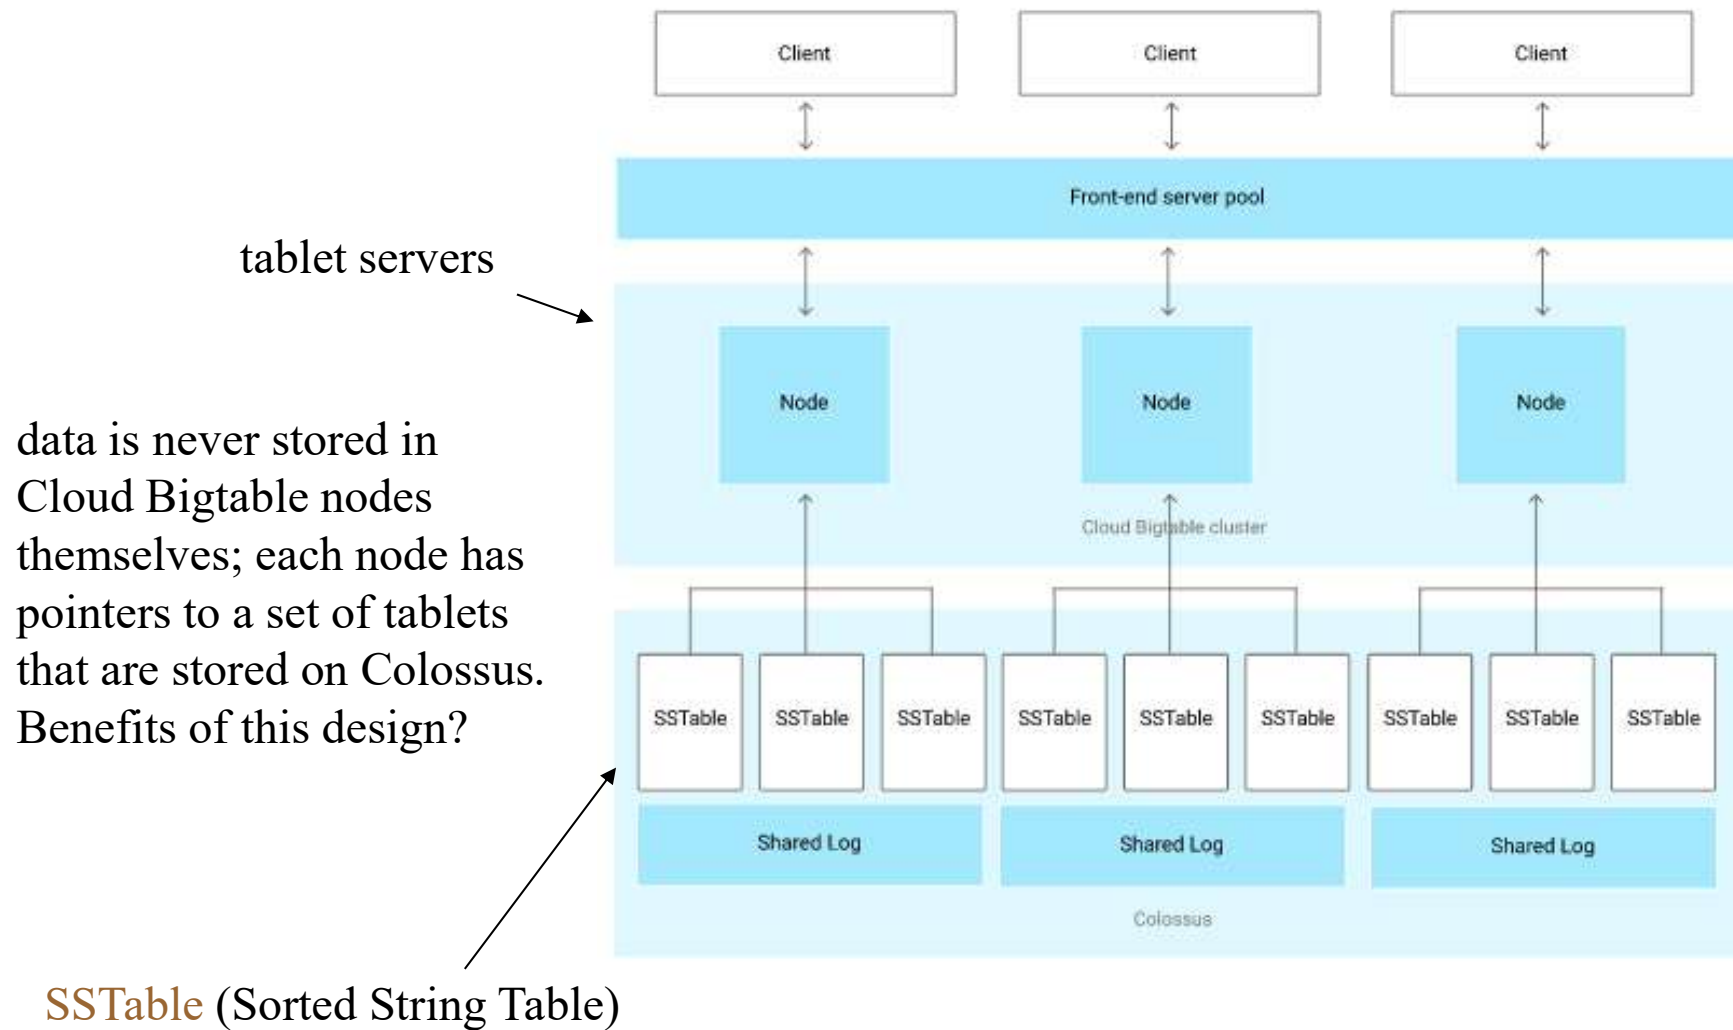 Client
Client
Client
Front-end server pool
tablet servers
Node
Node
Node
data is never stored in
Cloud Bigtable nodes
themselves; each node has
pointers to a set of tablets
that are stored on Colossus.
Benefits of this design?
Cloud Bigtable cluster
SSTable
SSTable
SSTable
SSTable
SSTable
SSTable
SSTable
SSTable
SSTable
Shared Log
Shared Log
Shared Log
Colossus
SSTable (Sorted String Table)